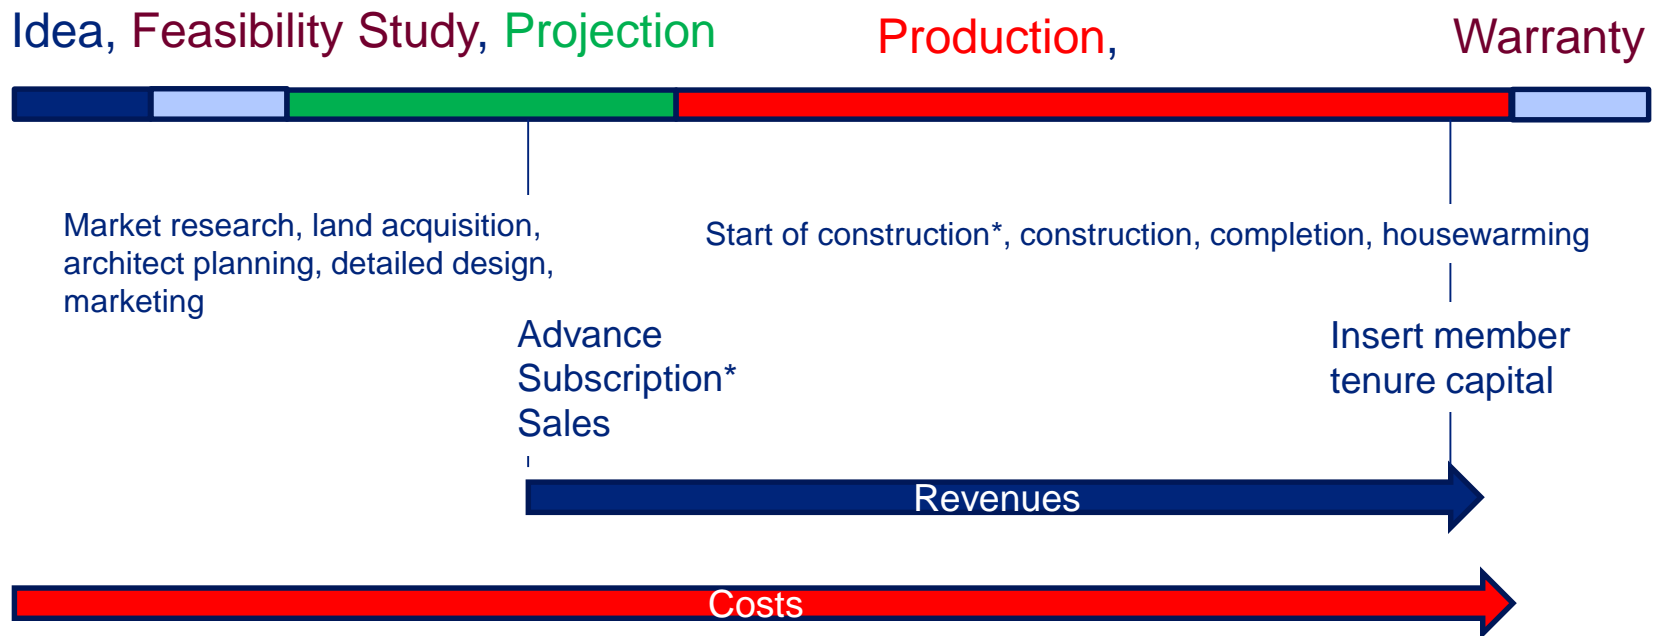 Idea, Feasibility Study, Projection
Production,
Warranty
Market research, land acquisition,
architect planning, detailed design,
marketing
Start of construction*, construction, completion, housewarming
Advance
Subscription*
Sales
Insert member
tenure capital
Revenues
Costs